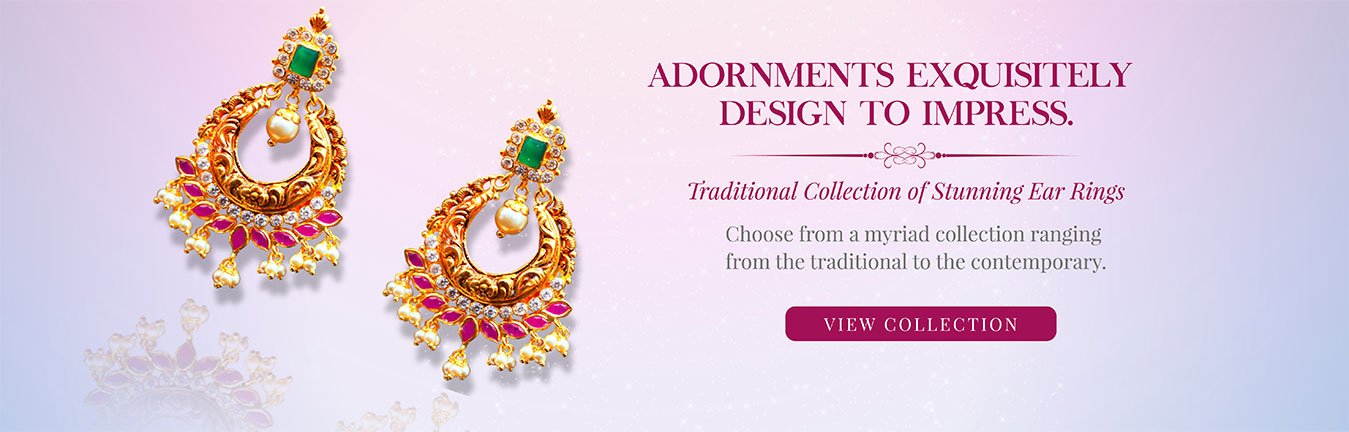 ADORNMENTS EXQUISITELY
DESIGN TO IMPRESS.
Traditional Collection of Stunning Ear Rings
Choose from a myriad collection ranging
from the traditional to the contemporary.
VIEW COLLECTION